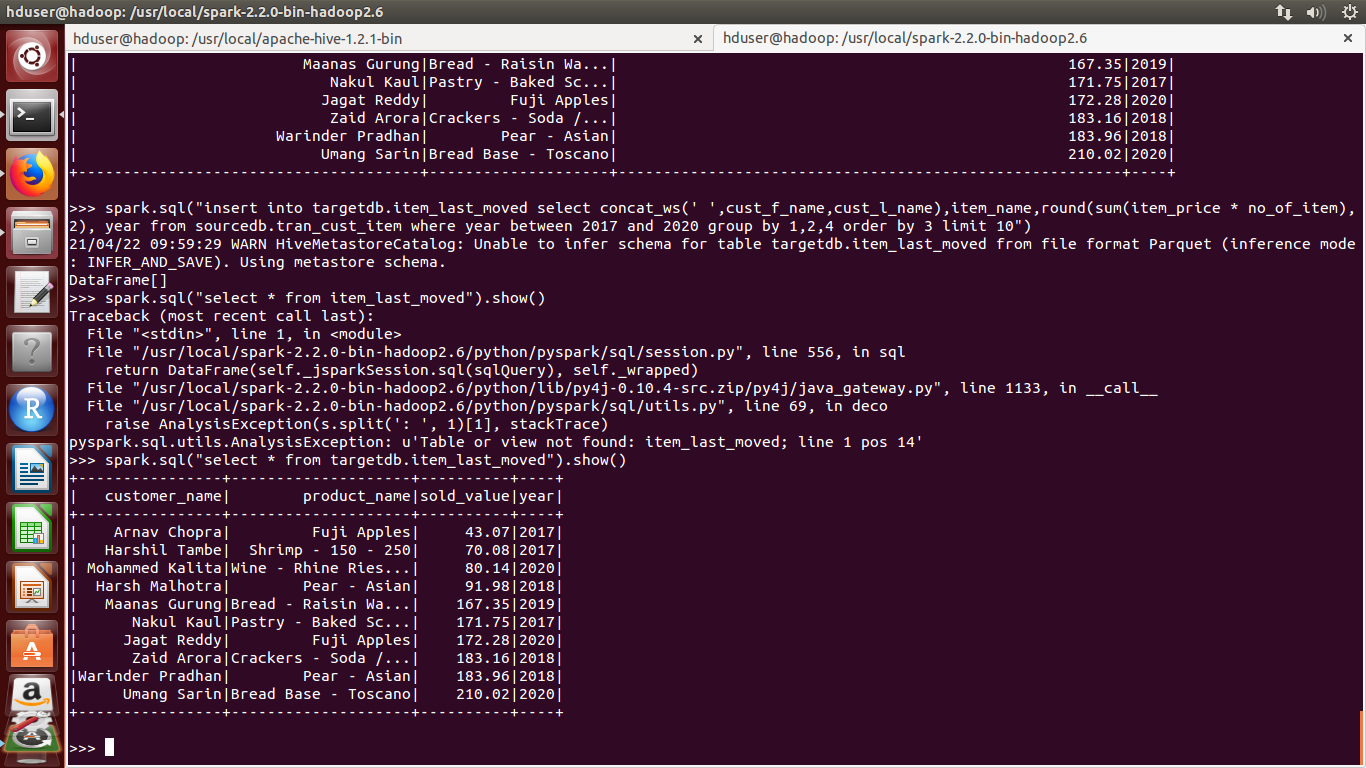 hduser@hadoop: /usr/local/spark-2.2.0-bin-hadoop2.6
hduser@hadoop: /usr/local/apache-hive-1.2.1-bin
hduser@hadoop: /usr/local/spark-2.2.0-bin-hadoop2.6
|                         Maanas Gurung|Bread - Raisin Wa...|                                                  167.35|2019|
|                            Nakul Kaul|Pastry - Baked Sc...|                                                  171.75|2017|
|                           Jagat Reddy|         Fuji Apples|                                                  172.28|2020|
|                            Zaid Arora|Crackers - Soda /...|                                                  183.16|2018|
|                      Warinder Pradhan|        Pear - Asian|                                                  183.96|2018|
|                           Umang Sarin|Bread Base - Toscano|                                                  210.02|2020|
+--------------------------------------+--------------------+--------------------------------------------------------+----+
>>> spark.sql("insert into targetdb.item_last_moved select concat_ws(' ',cust_f_name,cust_l_name),item_name,round(sum(item_price * no_of_item),
2), year from sourcedb.tran_cust_item where year between 2017 and 2020 group by 1,2,4 order by 3 limit 10")
21/04/22 09:59:29 WARN HiveMetastoreCatalog: Unable to infer schema for table targetdb.item_last_moved from file format Parquet (inference mode
: INFER_AND_SAVE). Using metastore schema.
DataFrame[]
>>> spark.sql("select * from item_last_moved").show()
Traceback (most recent call last):
  File "<stdin>", line 1, in <module>
  File "/usr/local/spark-2.2.0-bin-hadoop2.6/python/pyspark/sql/session.py", line 556, in sql
    return DataFrame(self._jsparkSession.sql(sqlQuery), self._wrapped)
  File "/usr/local/spark-2.2.0-bin-hadoop2.6/python/lib/py4j-0.10.4-src.zip/py4j/java_gateway.py", line 1133, in __call__
  File "/usr/local/spark-2.2.0-bin-hadoop2.6/python/pyspark/sql/utils.py", line 69, in deco
    raise AnalysisException(s.split(': ', 1)[1], stackTrace)
pyspark.sql.utils.AnalysisException: u'Table or view not found: item_last_moved; line 1 pos 14'
>>> spark.sql("select * from targetdb.item_last_moved").show()
+----------------+--------------------+----------+----+
|   customer_name|        product_name|sold_value|year|
+----------------+--------------------+----------+----+
|    Arnav Chopra|         Fuji Apples|     43.07|2017|
|   Harshil Tambe|  Shrimp - 150 - 250|     70.08|2017|
| Mohammed Kalita|Wine - Rhine Ries...|     80.14|2020|
|  Harsh Malhotra|        Pear - Asian|     91.98|2018|
|   Maanas Gurung|Bread - Raisin Wa...|    167.35|2019|
|      Nakul Kaul|Pastry - Baked Sc...|    171.75|2017|
|     Jagat Reddy|         Fuji Apples|    172.28|2020|
|      Zaid Arora|Crackers - Soda /...|    183.16|2018|
|Warinder Pradhan|        Pear - Asian|    183.96|2018|
|     Umang Sarin|Bread Base - Toscano|    210.02|2020|
+----------------+--------------------+----------+----+
>>>